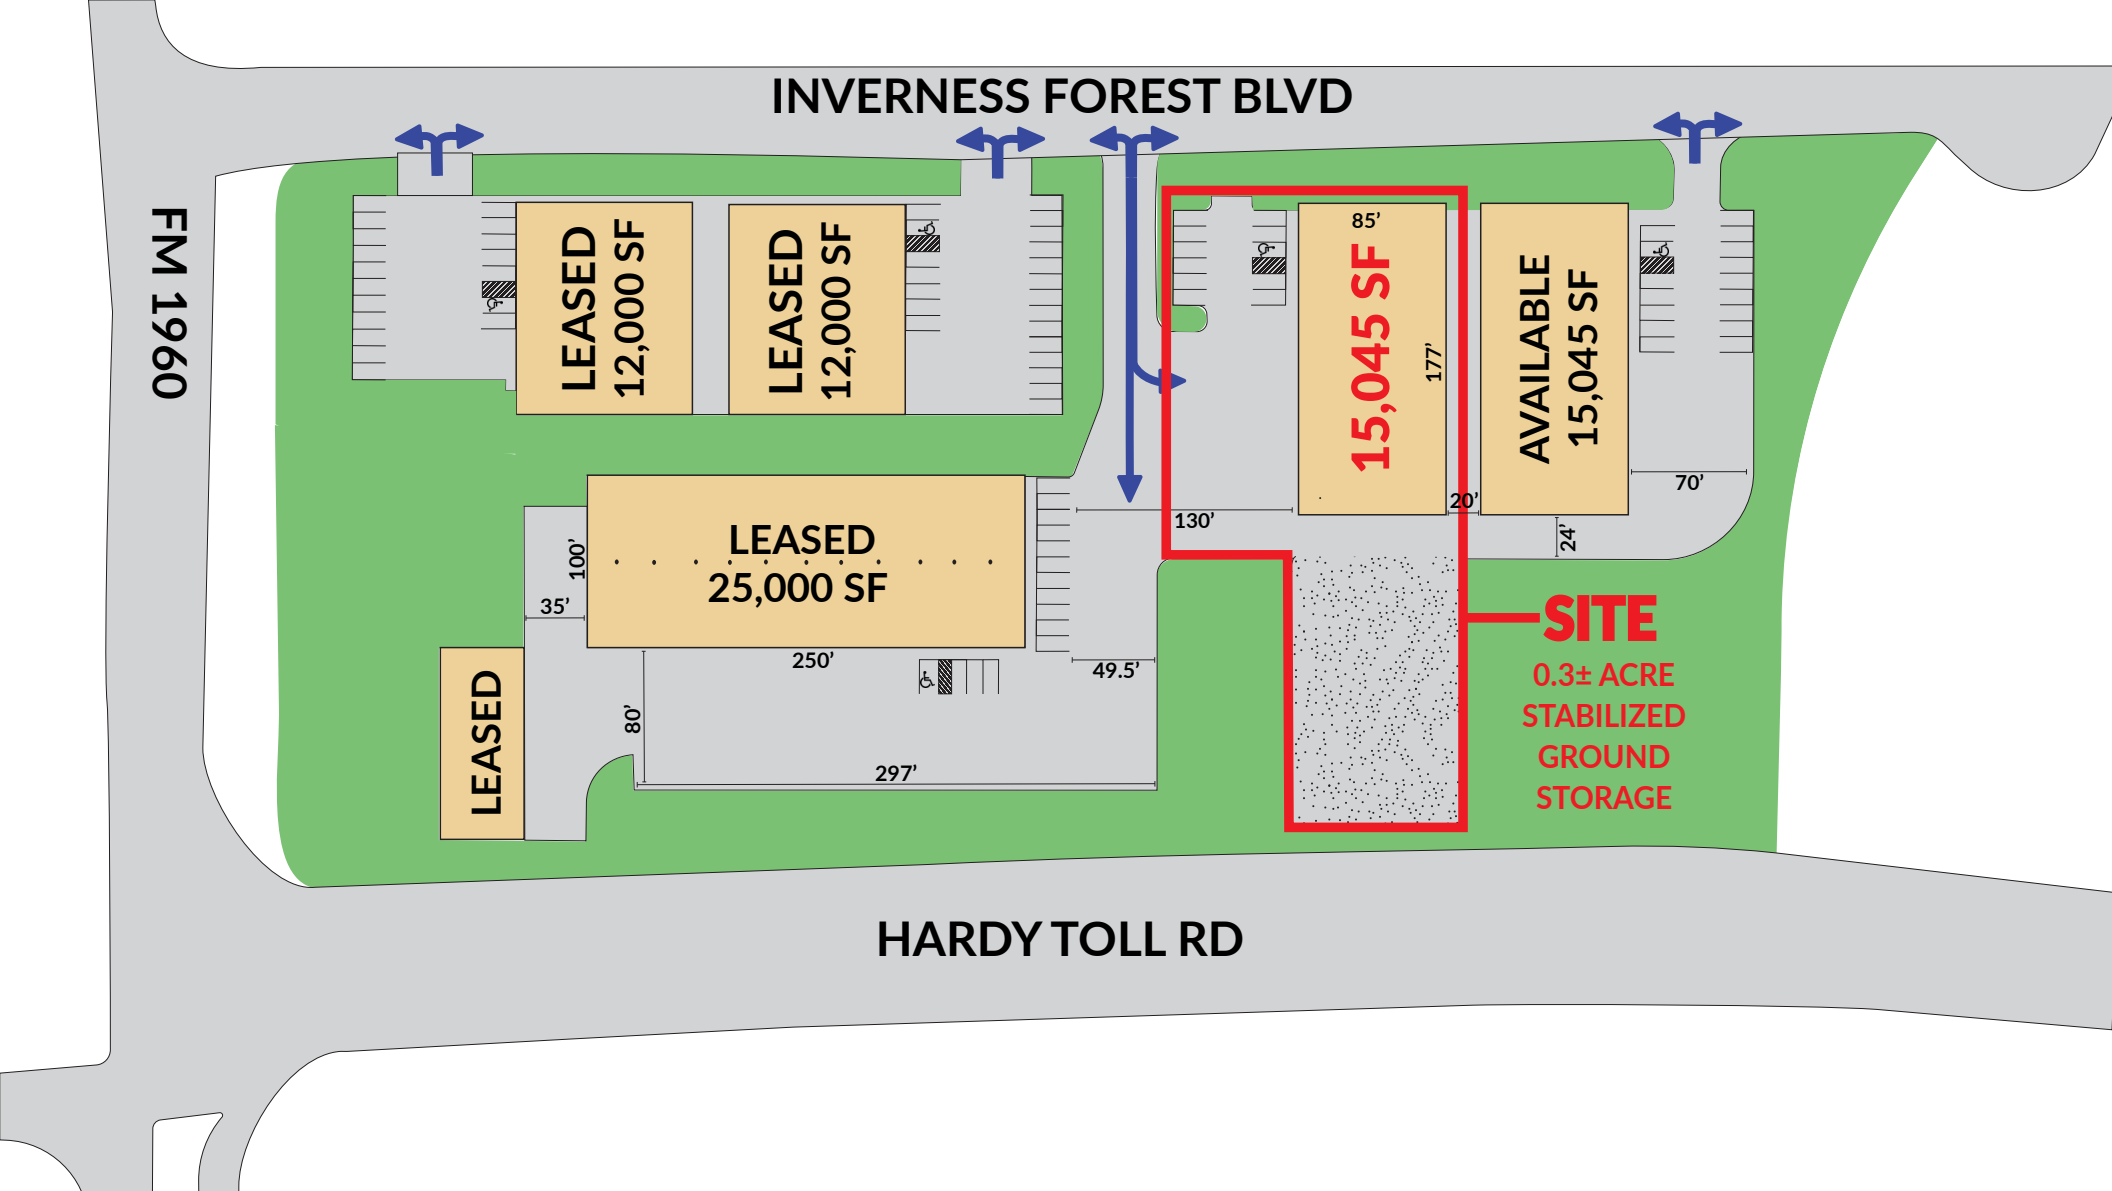 INVERNESS FOREST BLVD
FM 1960
LEASED
12,000 SF
LEASED
12,000 SF
85’
15,045 SF
177’
AVAILABLE
15,045 SF
20’
70’
130’
24’
LEASED
25,000 SF
100’
35’
250’
49.5’
80’
297’
LEASED
SITE
0.3± ACRE
STABILIZED
GROUND
STORAGE
HARDY TOLL RD